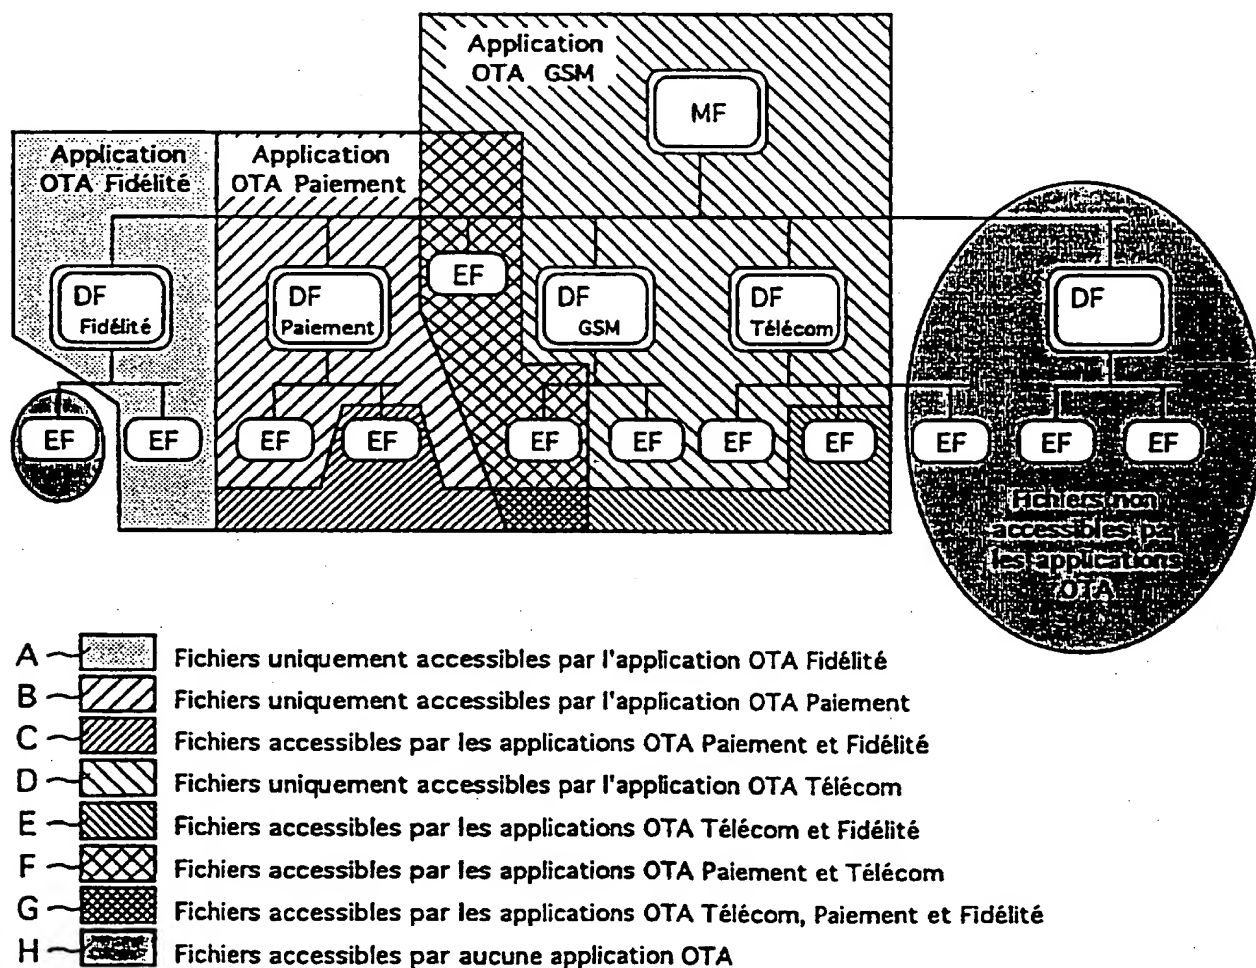 Application
OTA GSM
MF
Application
OTA Fidélité
Application
OTA Paiement
EF
DF
Fidélité
DF
Paiement
DF
GSM
DF
Télécom
DF
EF
EF
EF
EF
EF
EF
EF
EF
EF
EF
EF
Fichiers non
accessibles par
les applications
OTA
A Fichiers uniquement accessibles par l'application OTA Fidélité
B Fichiers uniquement accessibles par l'application OTA Paiement
C Fichiers accessibles par les applications OTA Paiement et Fidélité
D Fichiers uniquement accessibles par l'application OTA Télécom
E Fichiers accessibles par les applications OTA Télécom et Fidélité
F Fichiers accessibles par les applications OTA Paiement et Télécom
G Fichiers accessibles par les applications OTA Télécom, Paiement et Fidélité
H Fichiers accessibles par aucune application OTA